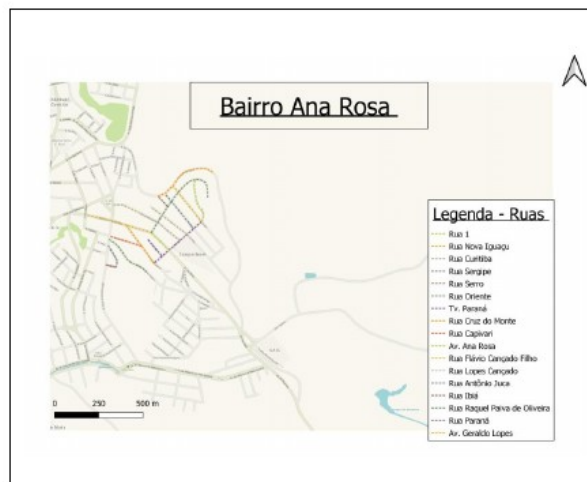 Bairro Ana Rosa
Legenda - Ruas
Rua 1
Rua Nova Iguaçu
Rua Curitiba
Rua Sergipe
Rua Serro
Rua Oriente
Tv. Paraná
Rua Cruz do Monte
Rua Capivari
Av. Ana Rosa
Rua Flávio Cançado Filho
Rua Lopes Cançado
Rua Antônio Juca
Rua Ibiá
Rua Raquel Paiva de Oliveira
Rua Paraná
Av. Geraldo Lopes
0 250 500 m